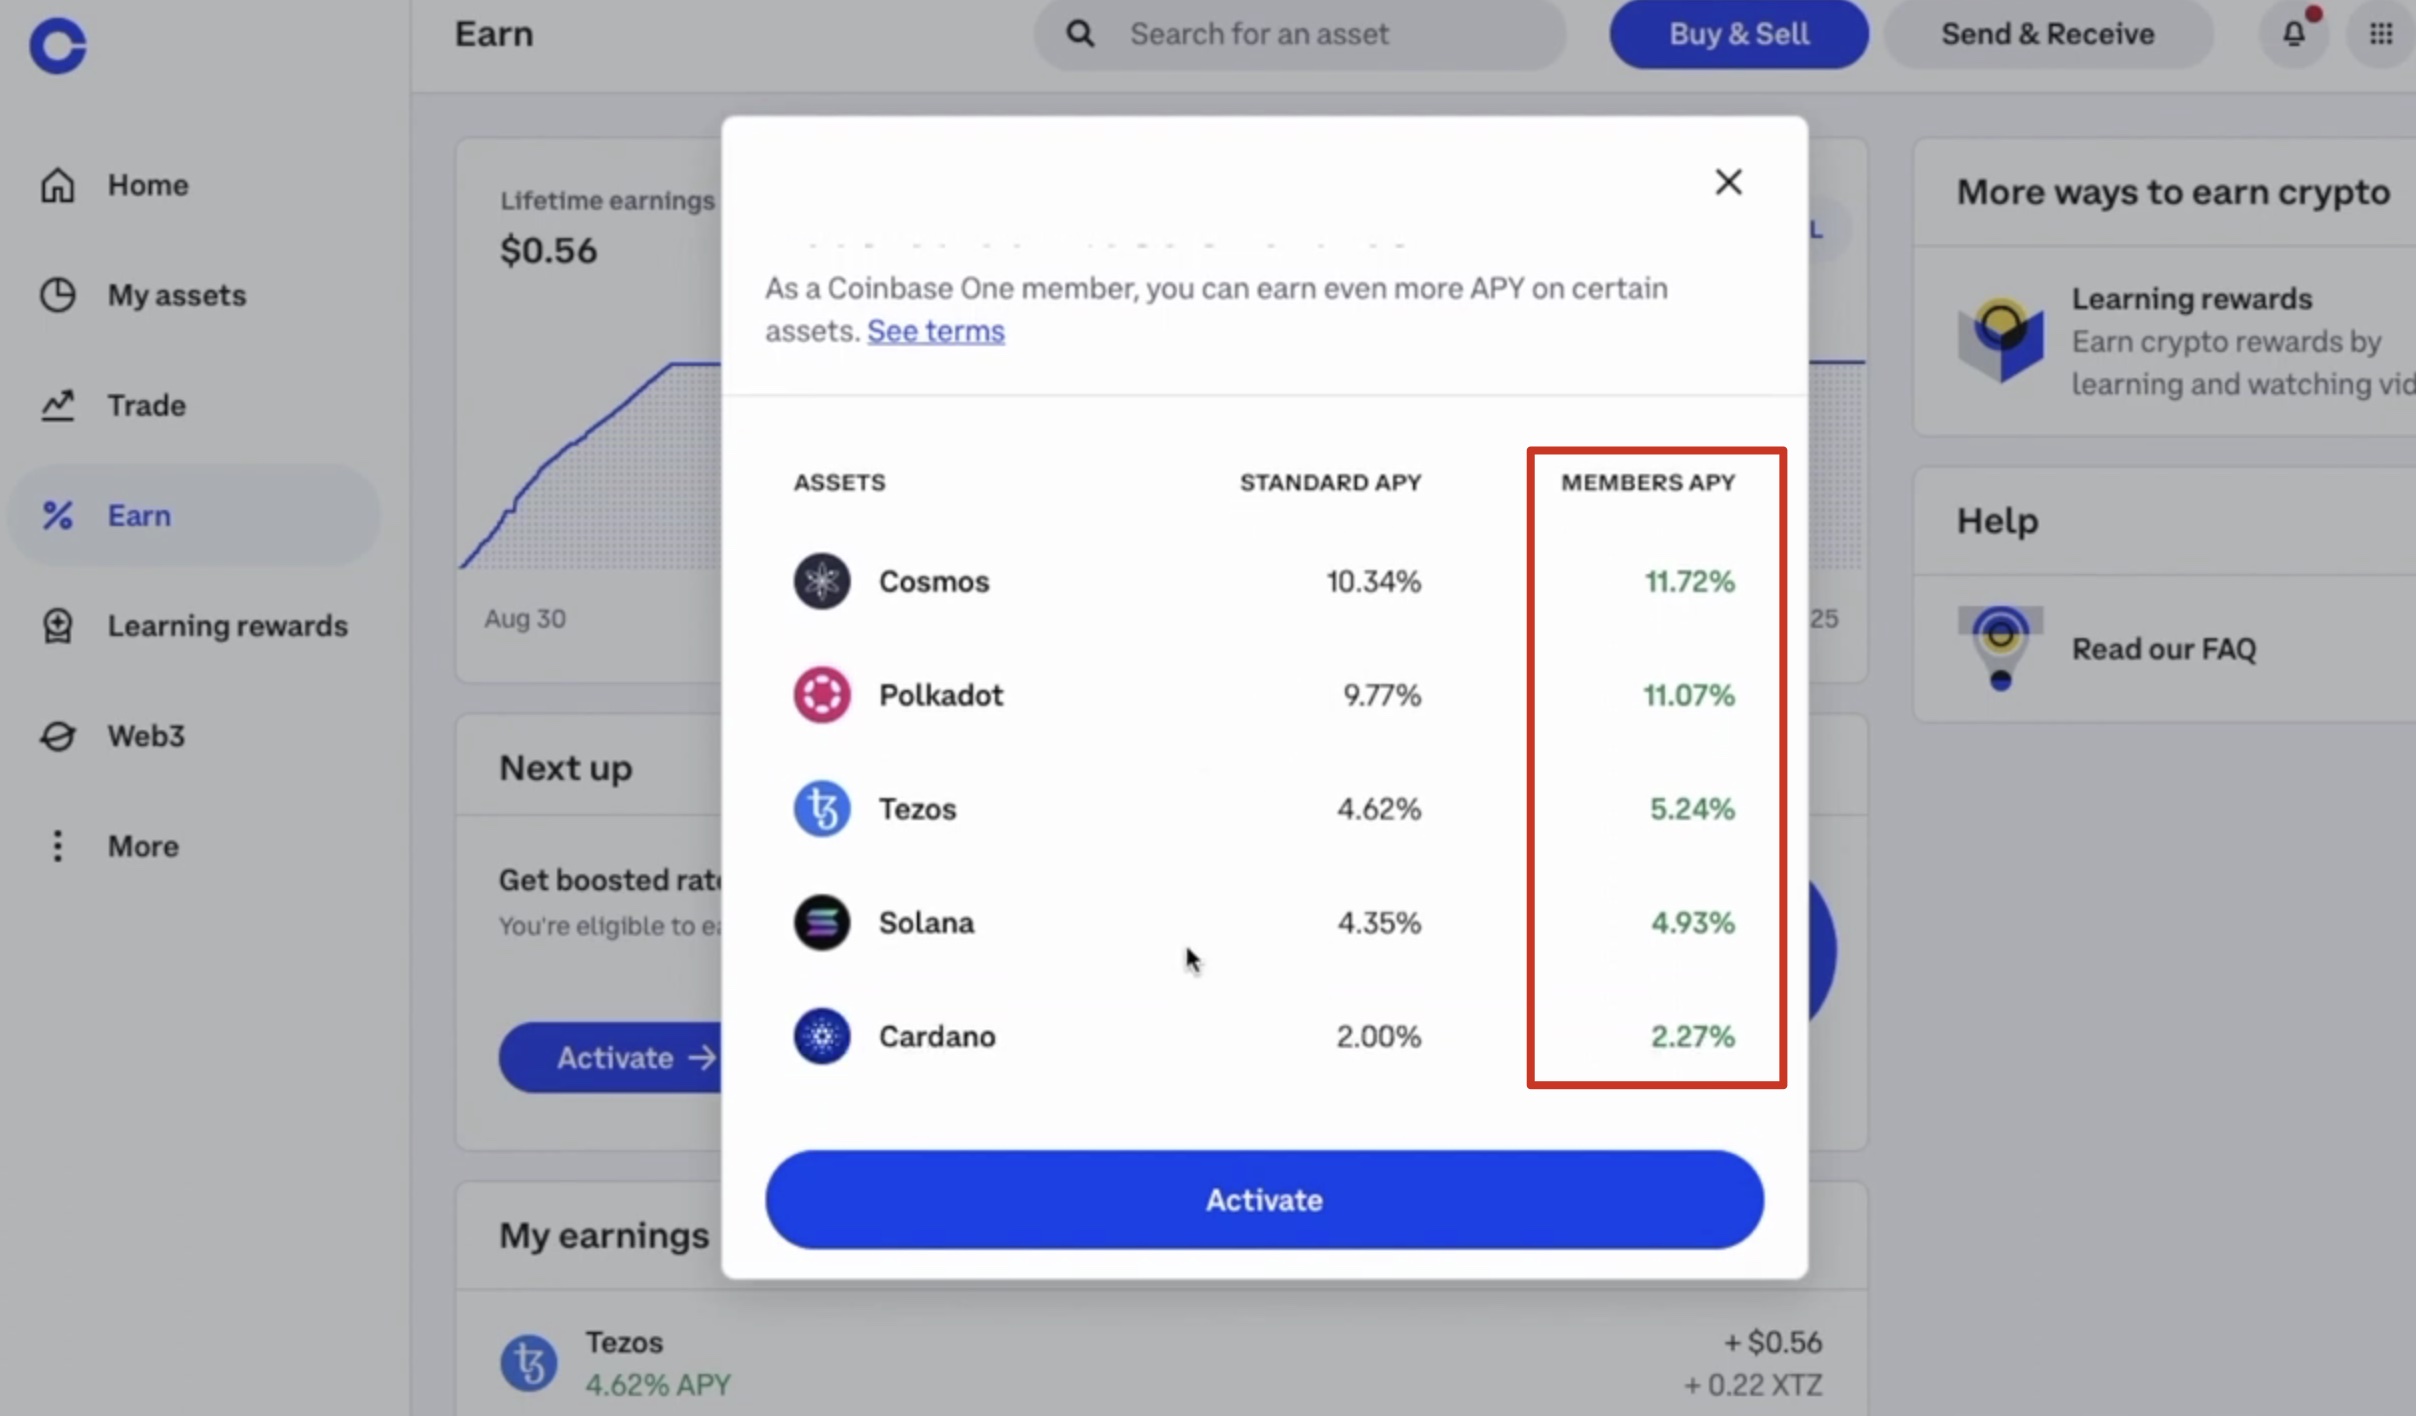 Earn
Search for an asset
Buy & Sell
Send & Receive
Home
My assets
Trade
Earn
Learning rewards
Web3
More
Lifetime earnings
$0.56
L
Aug 30
25
Next up
Get boosted rate
You're eligible to ea
Activate →
My earnings
Tezos
4.62% APY
+ $0.56
+ 0.22 XTZ
As a Coinbase One member, you can earn even more APY on certain
assets. See terms
ASSETS STANDARD APY MEMBERS APY
Cosmos 10.34% 11.72%
Polkadot 9.77% 11.07%
Tezos 4.62% 5.24%
Solana 4.35% 4.93%
Cardano 2.00% 2.27%
Activate
More ways to earn crypto
Learning rewards
Earn crypto rewards by
learning and watching vid
Help
Read our FAQ